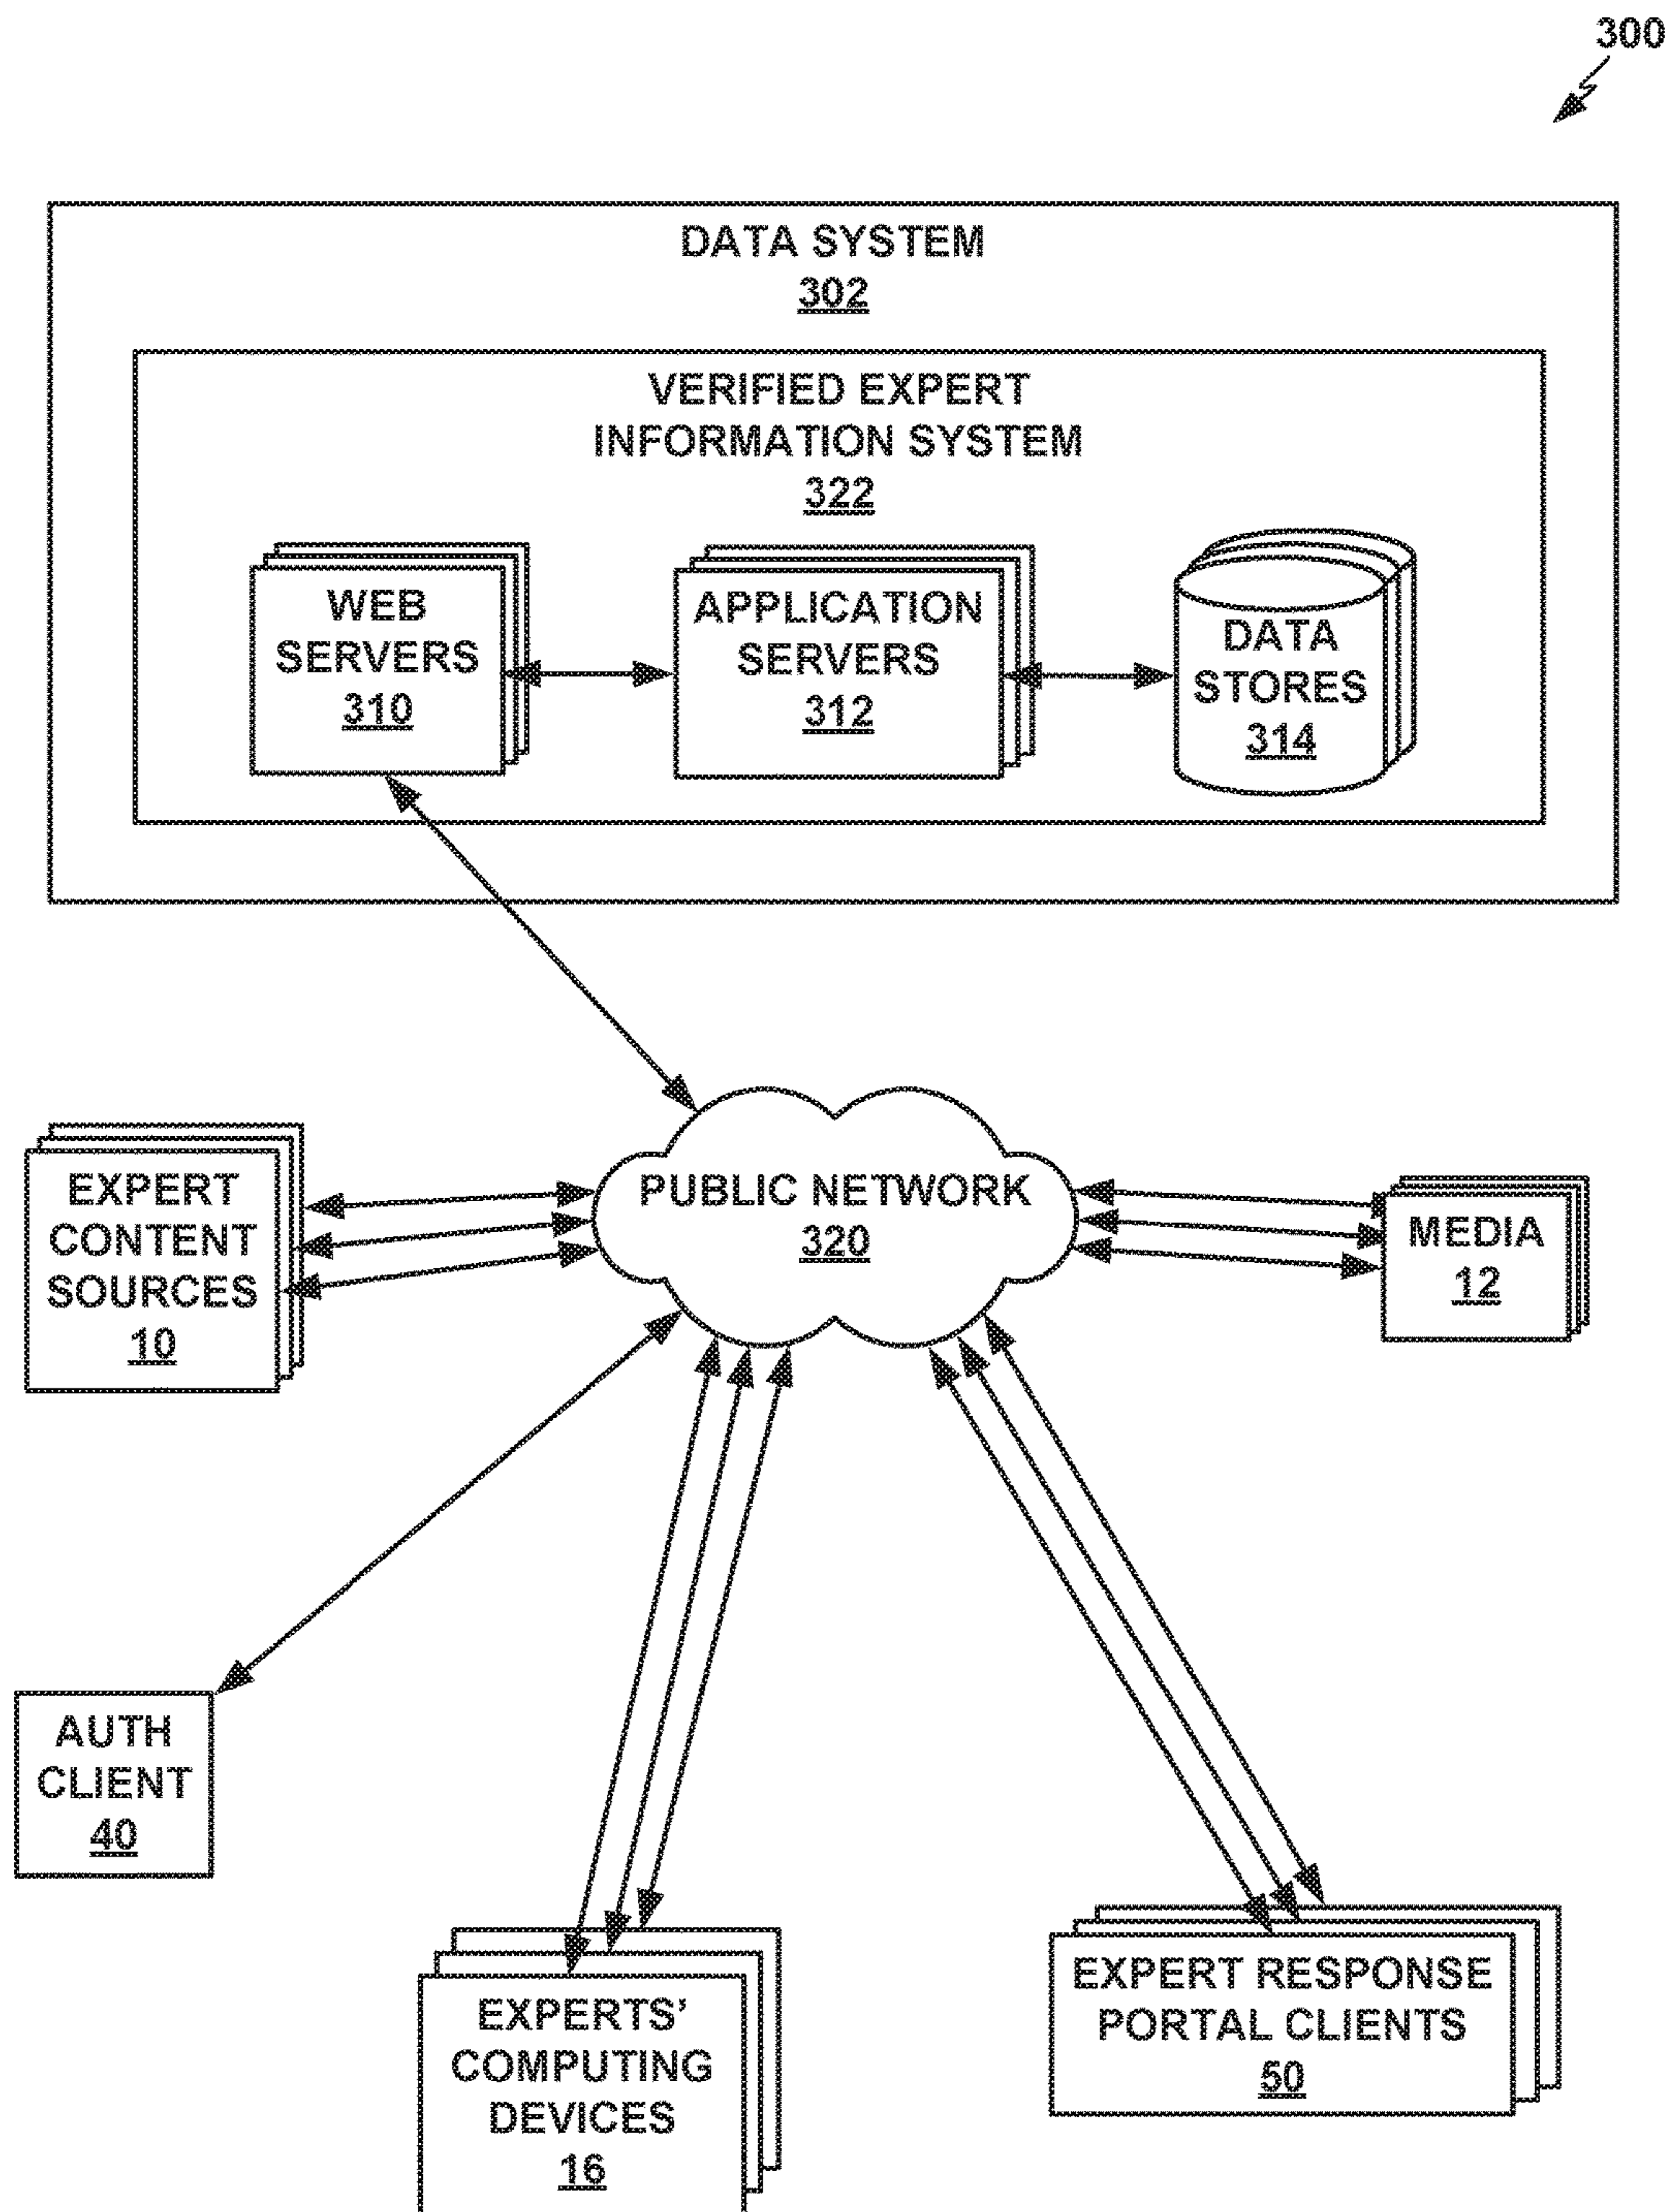 300
DATA SYSTEM
302
VERIFIED EXPERT
INFORMATION SYSTEM
322
WEB
SERVERS
310
APPLICATION
SERVERS
312
DATA
STORES
314
EXPERT
CONTENT
SOURCES
10
PUBLIC NETWORK
320
MEDIA
12
AUTH
CLIENT
40
EXPERTS’
COMPUTING
DEVICES
16
EXPERT RESPONSE
PORTAL CLIENTS
50